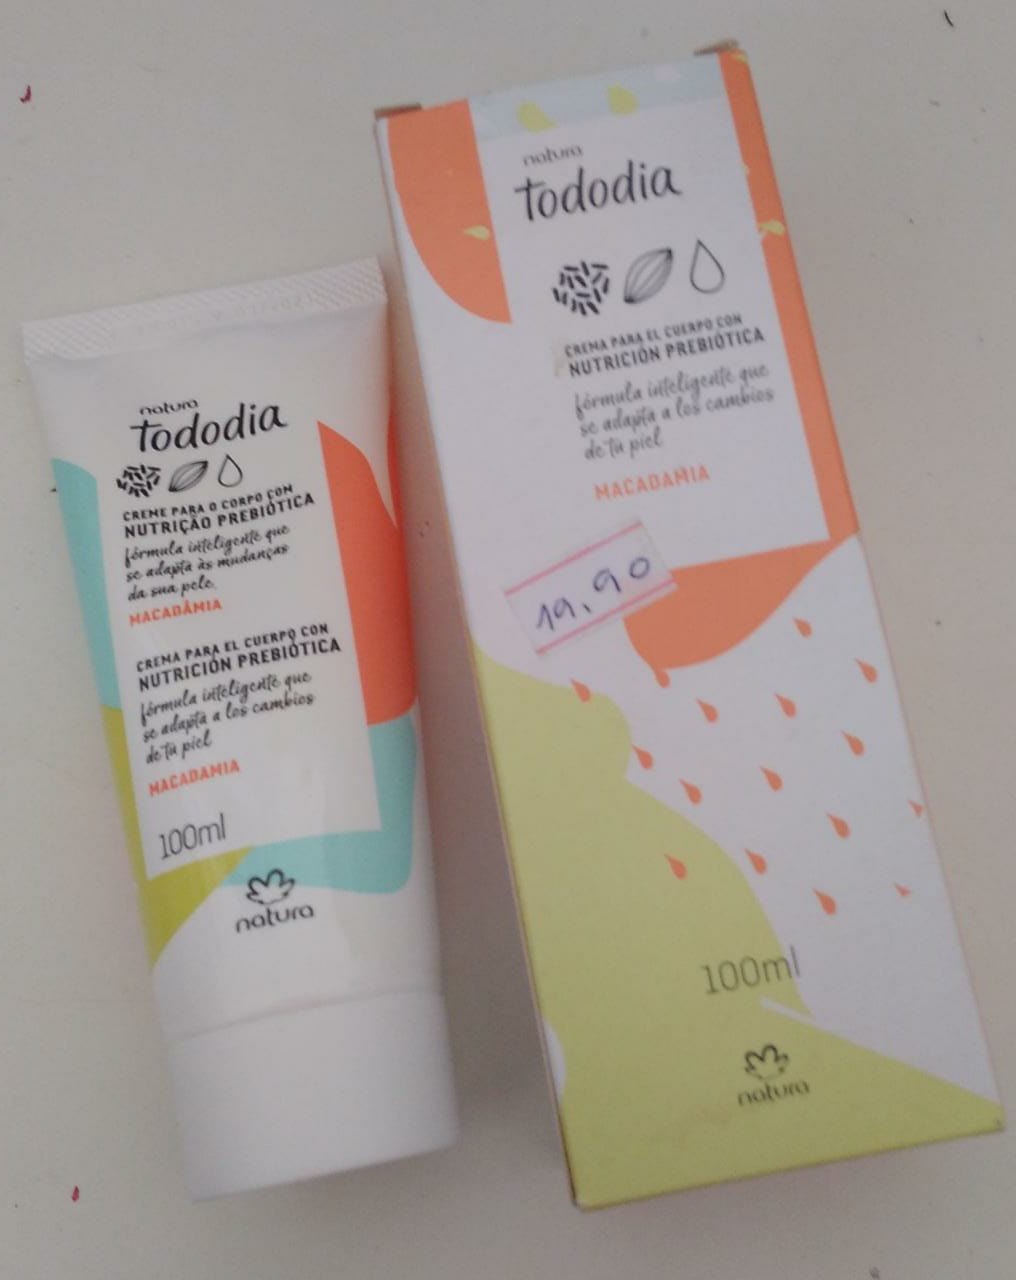 natura
tododia
CREME PARA O CORPO COM
NUTRIÇÃO PREBIÓTICA
fórmula inteligente que
se adapta às mudanças
da sua pele.
MACADÂMIA
CREMA PARA EL CUERPO CON
NUTRICIÓN PREBIÓTICA
fórmula inteligente que
se adapta a los cambios
de tu piel
MACADAMIA
100ml
natura
natura
tododia
CREMA PARA EL CUERPO CON
NUTRICIÓN PREBIÓTICA
fórmula inteligente que
se adapta a los cambios
de tu piel
MACADAMIA
19,90
100ml
natura